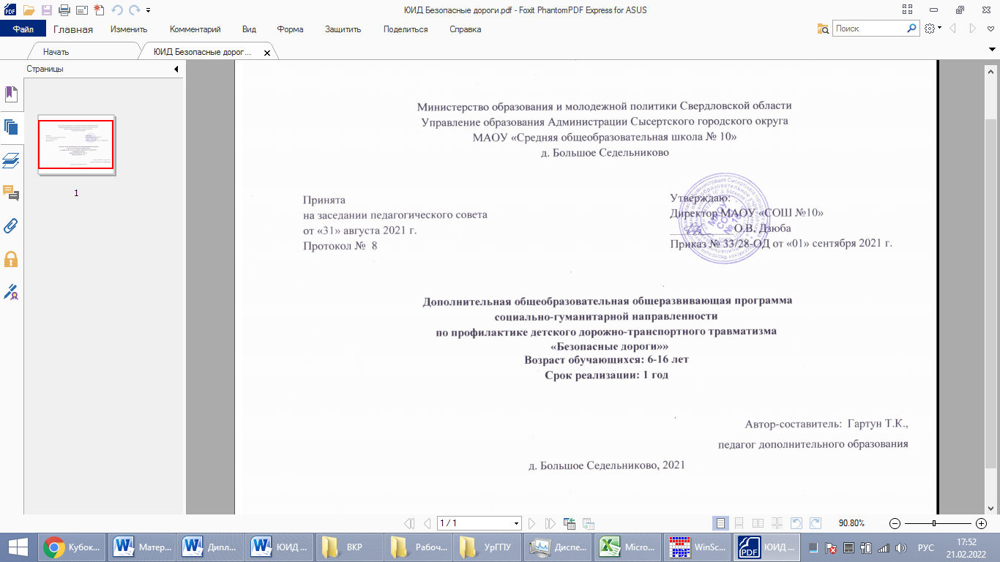 ЮИД Безопасные дороги.pdf - Foxit PhantomPDF Express for ASUS
Файл Главная Изменить Комментарий Вид Форма Защитить Поделиться Справка Поиск
Начать ЮИД Безопасные дорог...
Страницы
1
Министерство образования и молодежной политики Свердловской области
Управление образования Администрации Сысертского городского округа
МАОУ «Средняя общеобразовательная школа № 10»
д. Большое Седельниково
Принята
на заседании педагогического совета
от «31» августа 2021 г.
Протокол № 8
Утверждаю:
Директор МАОУ «СОШ №10»
О.В. Дзюба
Приказ № 33/28-ОД от «01» сентября 2021 г.
МАОУ
СОШ
№ 10
Дополнительная общеобразовательная общеразвивающая программа
социально-гуманитарной направленности
по профилактике детского дорожно-транспортного травматизма
«Безопасные дороги»»
Возраст обучающихся: 6-16 лет
Срок реализации: 1 год
Автор-составитель: Гартун Т.К.,
педагог дополнительного образования
д. Большое Седельниково, 2021
1 / 1 90.80%
Кубок... Матер... Дипл... ЮИД ... ВКР Рабоч... УрГПУ Диспе... Micro... WinSc... ЮИД ... РУС 17:52
21.02.2022